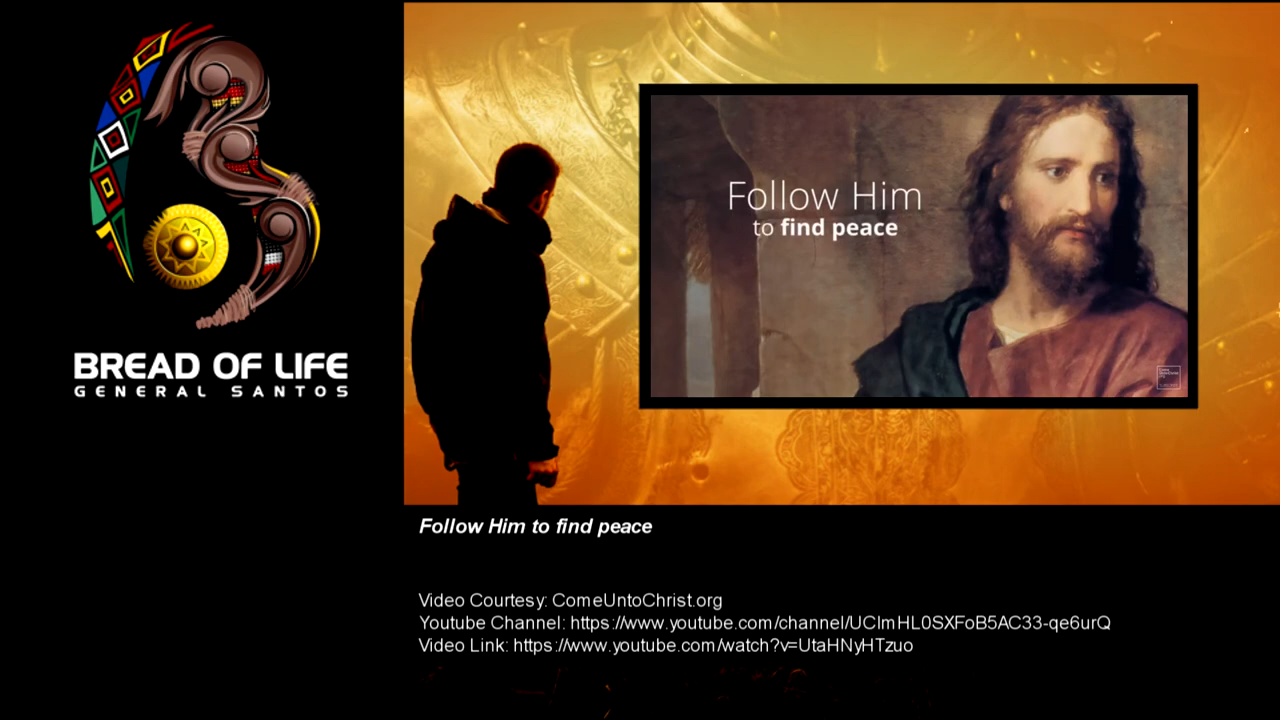 BREAD OF LIFE
GENERAL SANTOS
Follow Him
to find peace
Follow Him to find peace
Video Courtesy: ComeUntoChrist.org
Youtube Channel: https://www.youtube.com/channel/UClmHL0SXFoB5AC33-qe6urQ
Video Link: https://www.youtube.com/watch?v=UtaHNyHTzuo